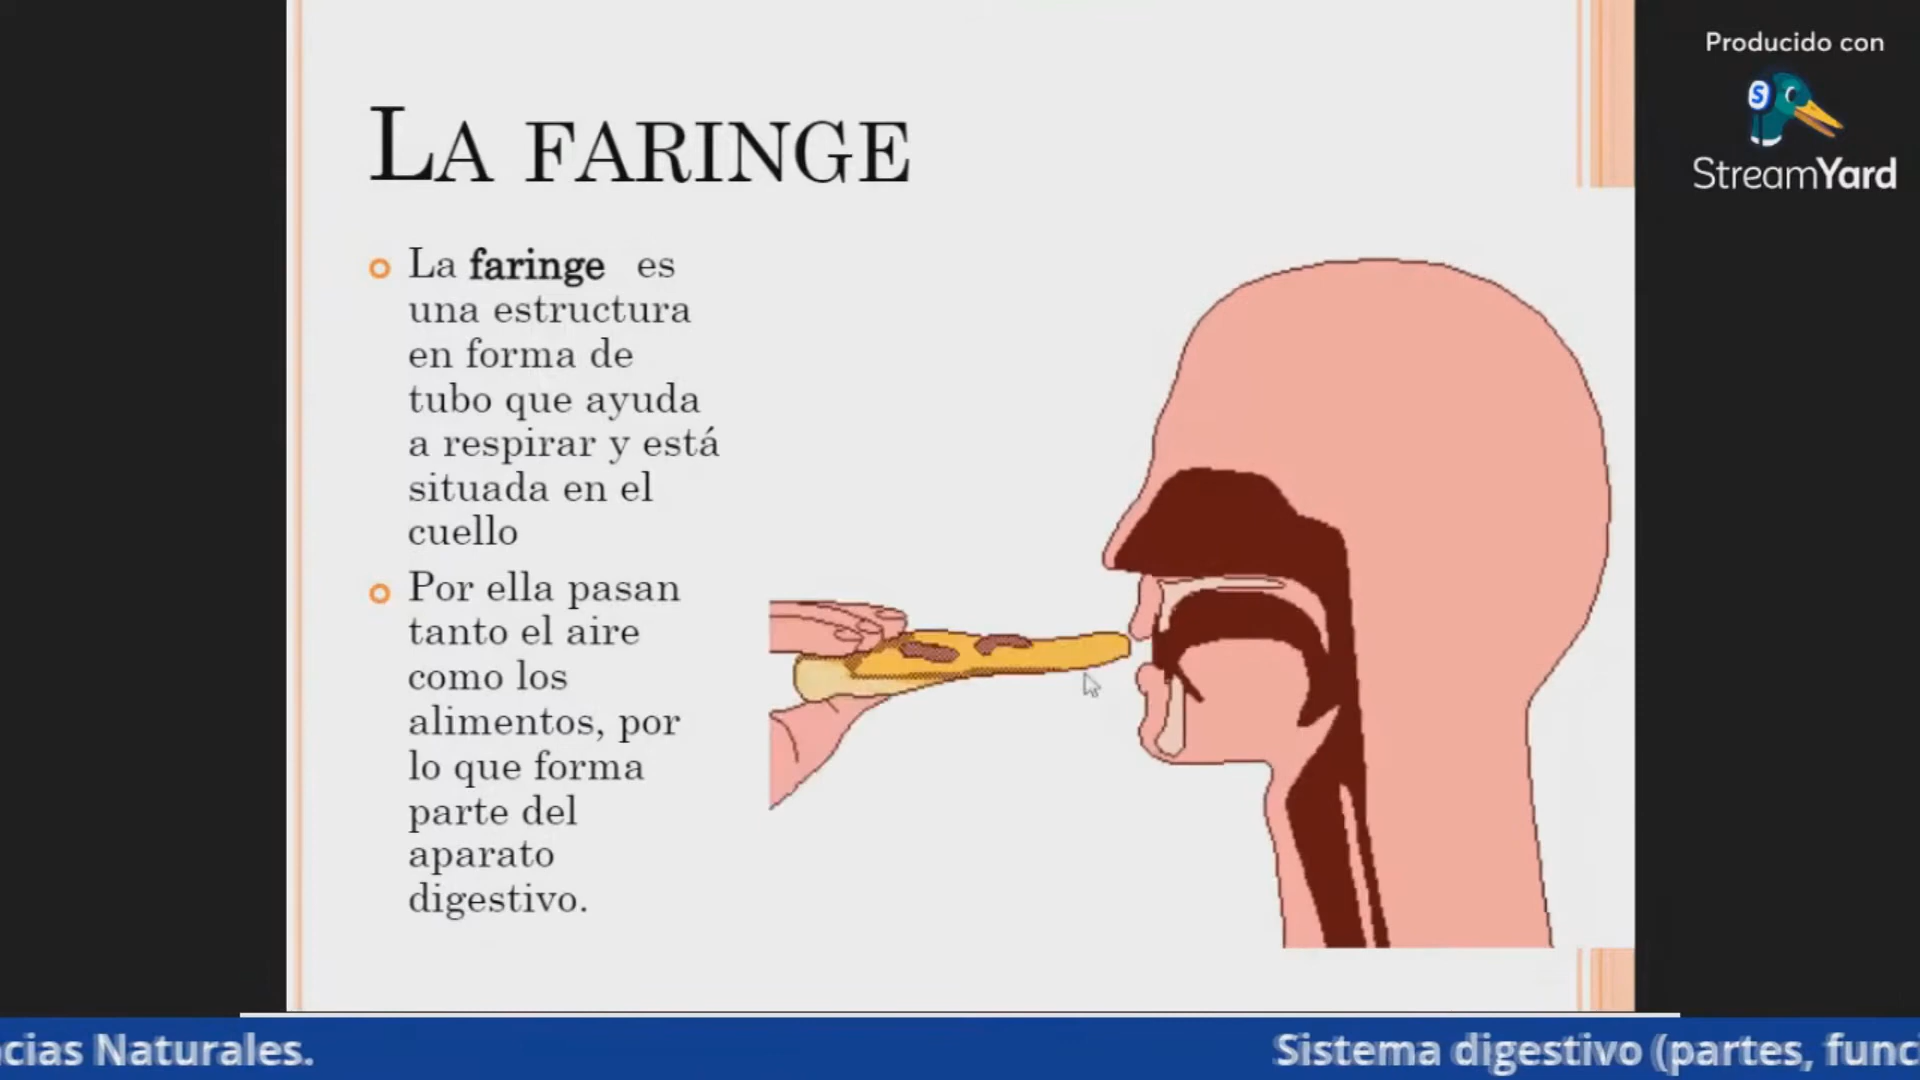 Producido con
StreamYard
LA FARINGE
La faringe es
una estructura
en forma de
tubo que ayuda
a respirar y está
situada en el
cuello
Por ella pasan
tanto el aire
como los
alimentos, por
lo que forma
parte del
aparato
digestivo.
cias Naturales.
Sistema digestivo (partes, func